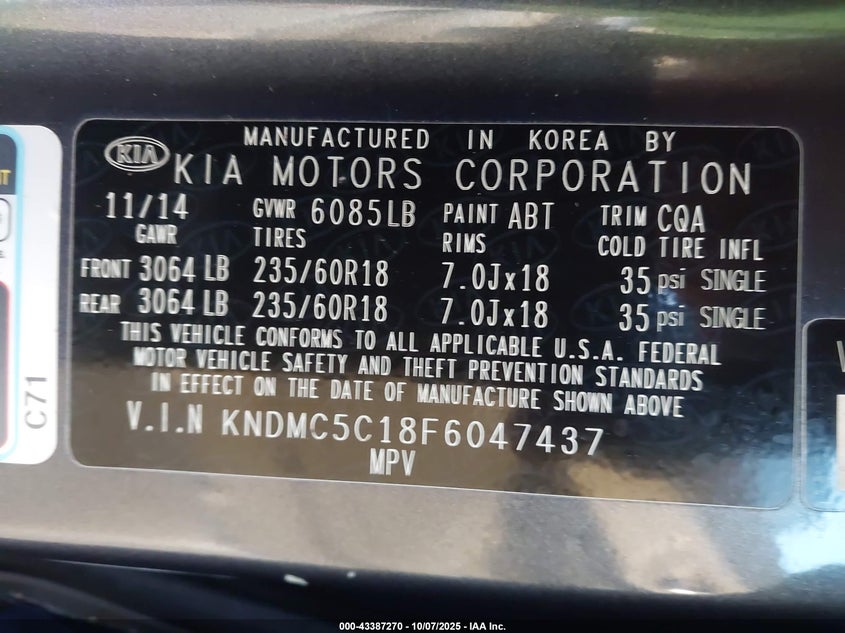 MANUFACTURED IN KOREA BY
KIA KIA MOTORS CORPORATION
11/14 GVWR 6085LB PAINT ABT TRIM CQA
GAWR TIRES RIMS COLD TIRE INFL
FRONT 3064 LB 235/60R18 7.0Jx18 35 psi SINGLE
REAR 3064 LB 235/60R18 7.0Jx18 35 psi SINGLE
THIS VEHICLE CONFORMS TO ALL APPLICABLE U.S.A. FEDERAL
MOTOR VEHICLE SAFETY AND THEFT PREVENTION STANDARDS
IN EFFECT ON THE DATE OF MANUFACTURE SHOWN ABOVE
V.I.N KNDMC5C18F6047437
MPV
C71
000-43387270 - 10/07/2025 - IAA Inc.